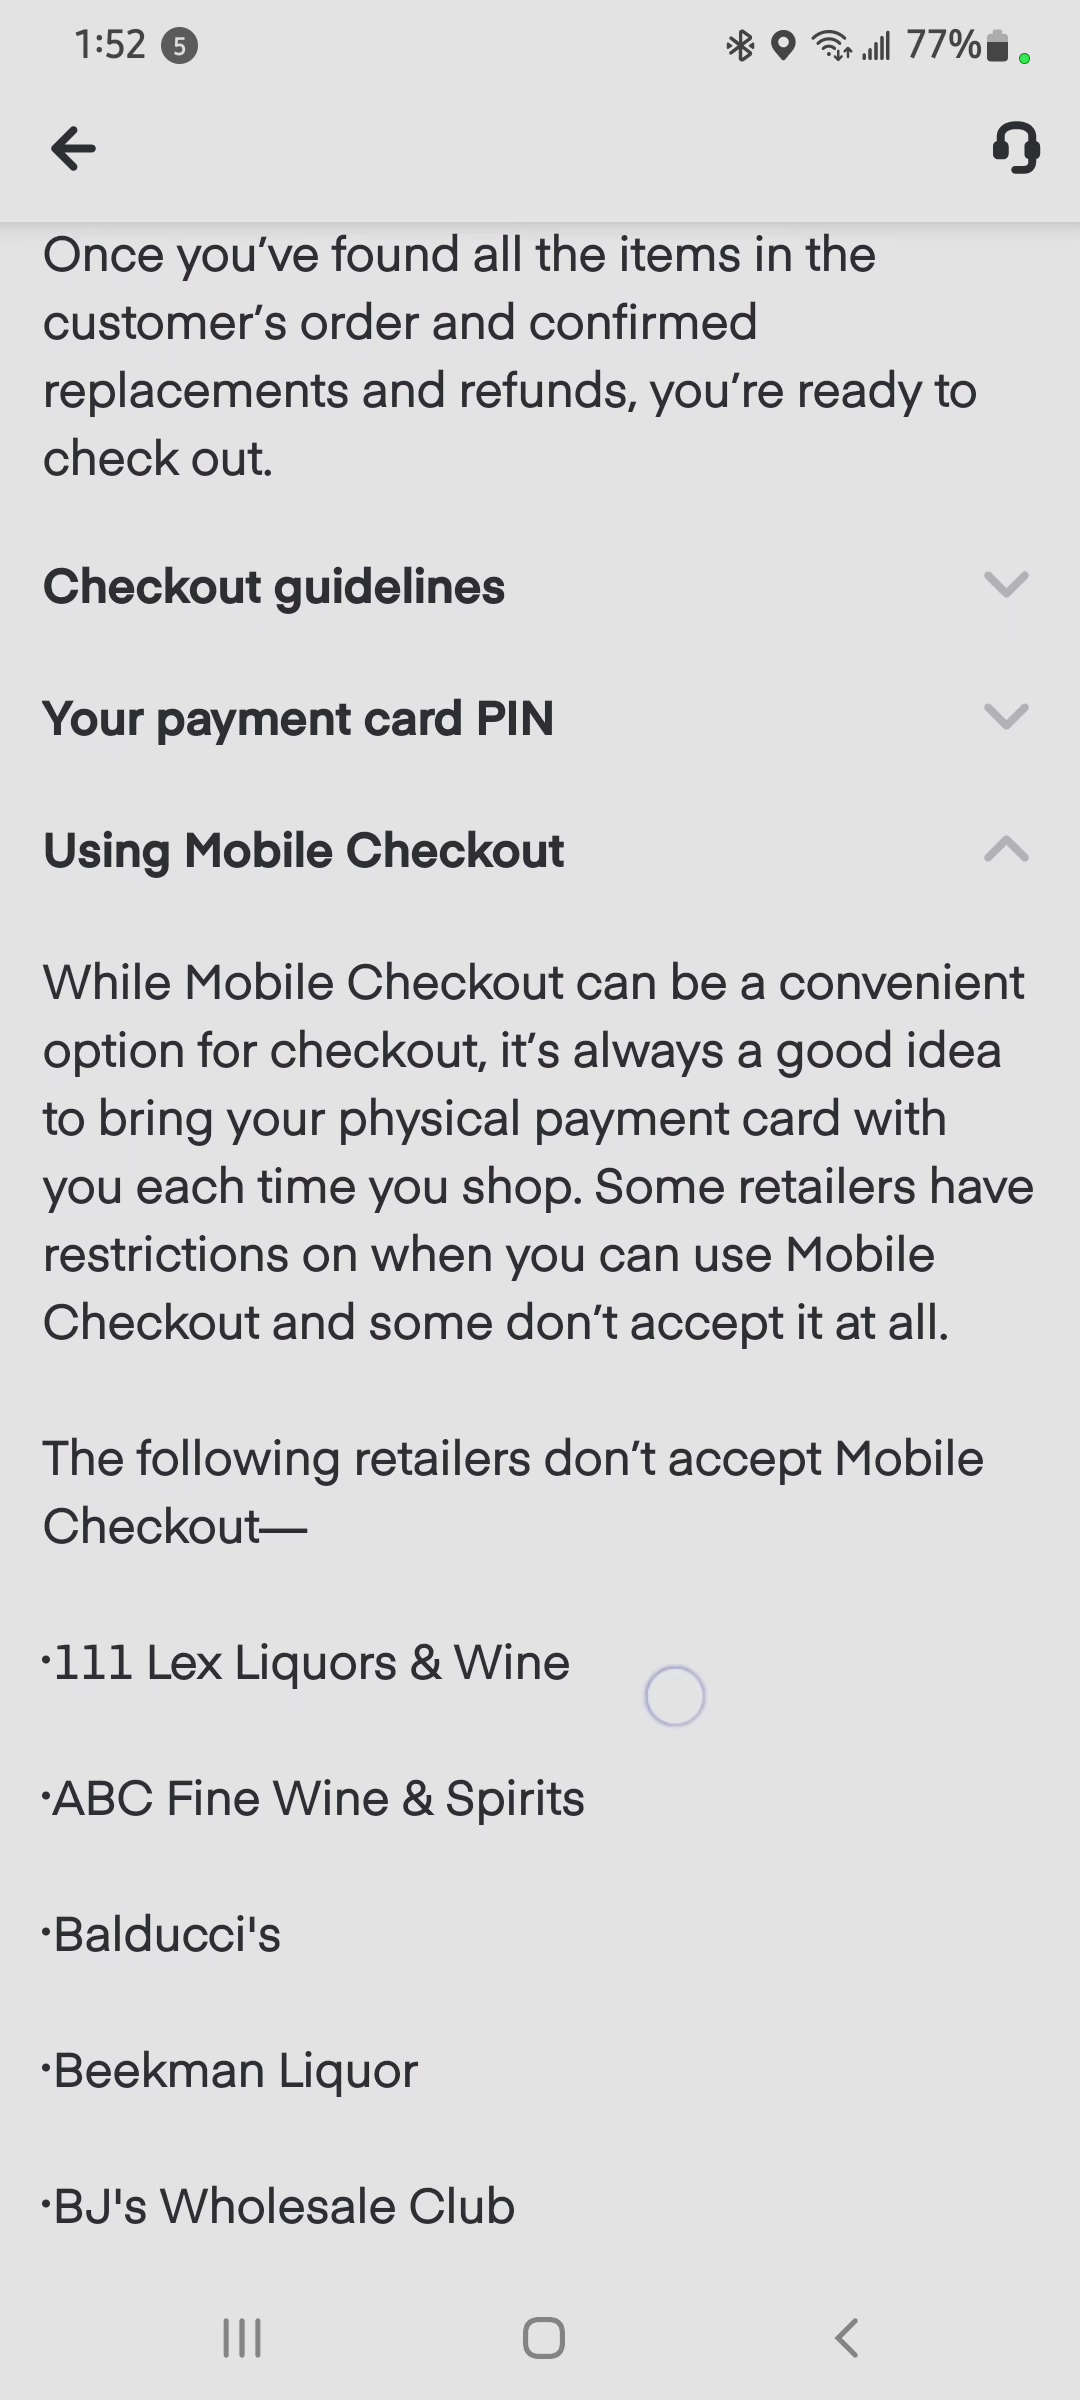 1:52 5 77%
Once you’ve found all the items in the
customer’s order and confirmed
replacements and refunds, you’re ready to
check out.
Checkout guidelines
Your payment card PIN
Using Mobile Checkout
While Mobile Checkout can be a convenient
option for checkout, it’s always a good idea
to bring your physical payment card with
you each time you shop. Some retailers have
restrictions on when you can use Mobile
Checkout and some don’t accept it at all.
The following retailers don’t accept Mobile
Checkout—
·111 Lex Liquors & Wine
·ABC Fine Wine & Spirits
·Balducci's
·Beekman Liquor
·BJ's Wholesale Club